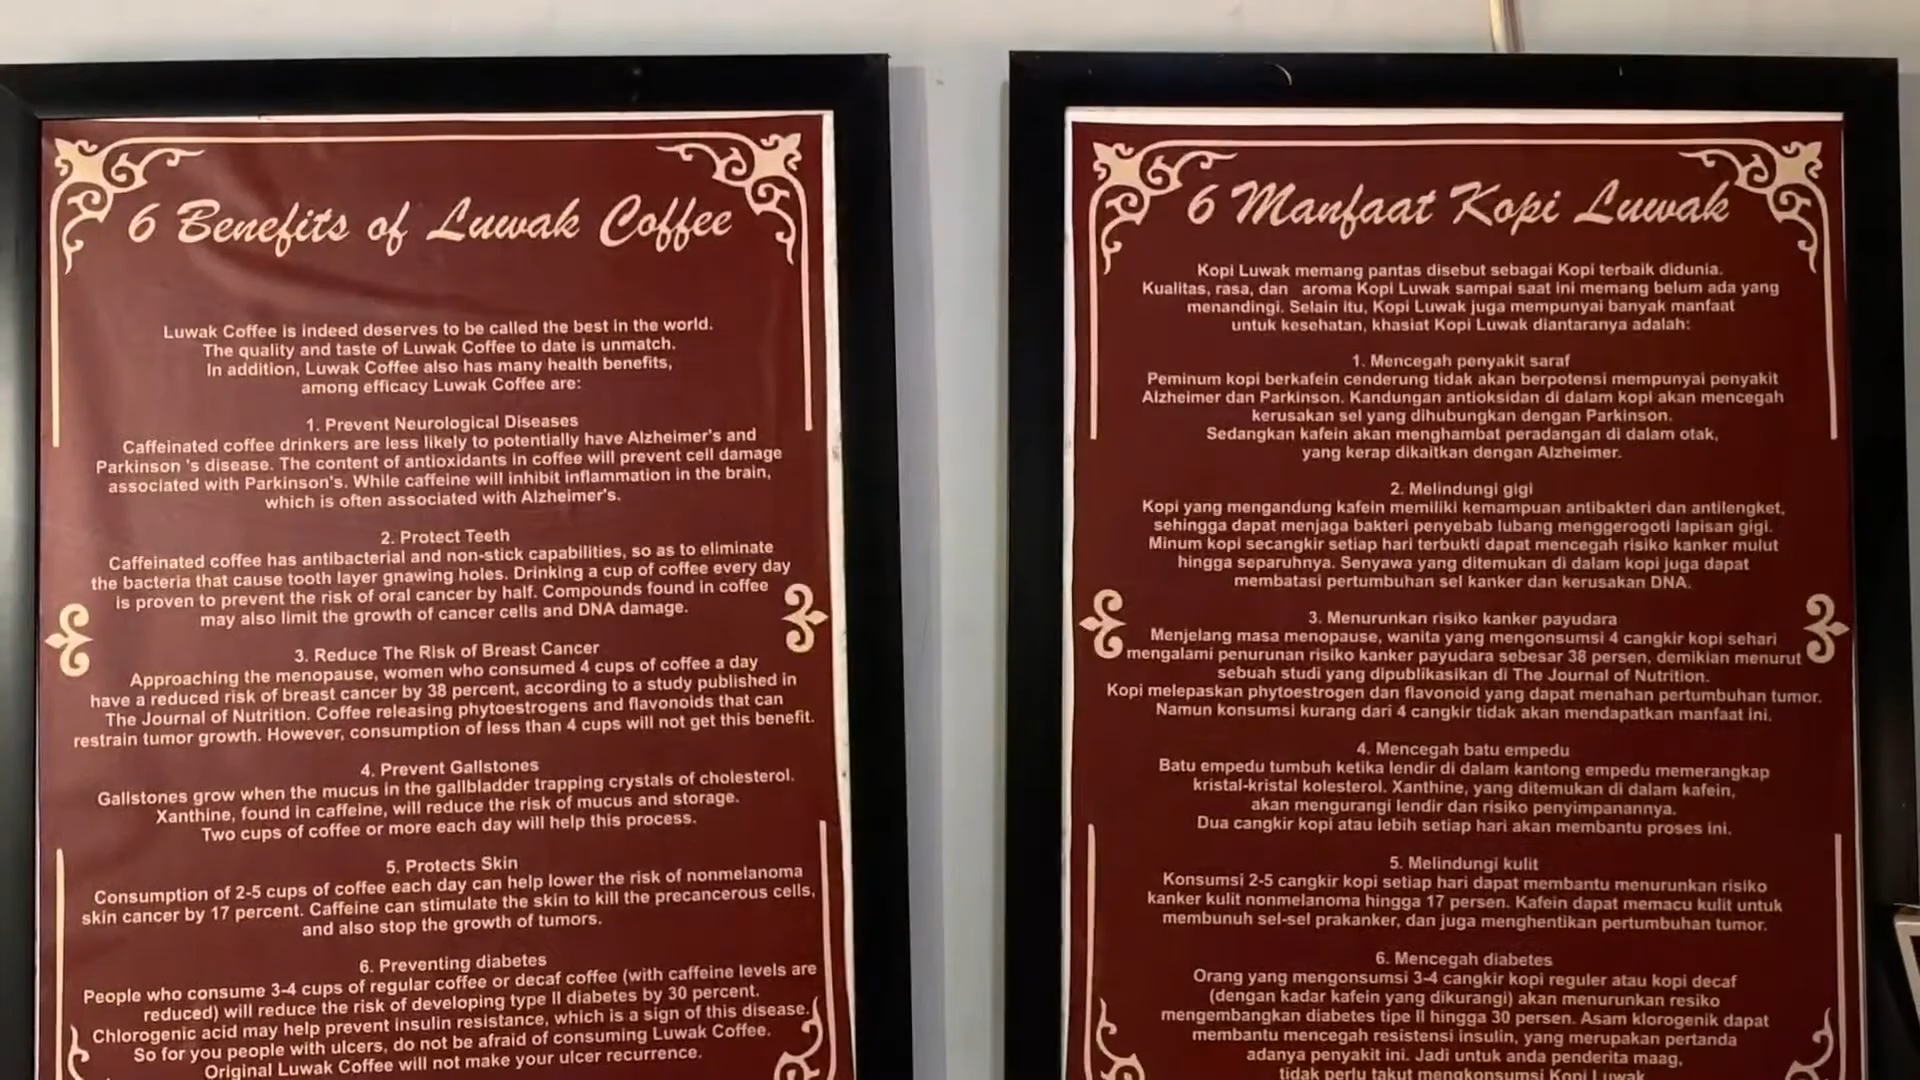 6 Benefits of Luwak Coffee
Luwak Coffee is indeed deserves to be called the best in the world.
The quality and taste of Luwak Coffee to date is unmatch.
In addition, Luwak Coffee also has many health benefits,
among efficacy Luwak Coffee are:
1. Prevent Neurological Diseases
Caffeinated coffee drinkers are less likely to potentially have Alzheimer's and
Parkinson 's disease. The content of antioxidants in coffee will prevent cell damage
associated with Parkinson's. While caffeine will inhibit inflammation in the brain,
which is often associated with Alzheimer's.
2. Protect Teeth
Caffeinated coffee has antibacterial and non-stick capabilities, so as to eliminate
the bacteria that cause tooth layer gnawing holes. Drinking a cup of coffee every day
is proven to prevent the risk of oral cancer by half. Compounds found in coffee
may also limit the growth of cancer cells and DNA damage.
3. Reduce The Risk of Breast Cancer
Approaching the menopause, women who consumed 4 cups of coffee a day
have a reduced risk of breast cancer by 38 percent, according to a study published in
The Journal of Nutrition. Coffee releasing phytoestrogens and flavonoids that can
restrain tumor growth. However, consumption of less than 4 cups will not get this benefit.
4. Prevent Gallstones
Gallstones grow when the mucus in the gallbladder trapping crystals of cholesterol.
Xanthine, found in caffeine, will reduce the risk of mucus and storage.
Two cups of coffee or more each day will help this process.
5. Protects Skin
Consumption of 2-5 cups of coffee each day can help lower the risk of nonmelanoma
skin cancer by 17 percent. Caffeine can stimulate the skin to kill the precancerous cells,
and also stop the growth of tumors.
6. Preventing diabetes
People who consume 3-4 cups of regular coffee or decaf coffee (with caffeine levels are
reduced) will reduce the risk of developing type II diabetes by 30 percent.
Chlorogenic acid may help prevent insulin resistance, which is a sign of this disease.
So for you people with ulcers, do not be afraid of consuming Luwak Coffee.
Original Luwak Coffee will not make your ulcer recurrence.
6 Manfaat Kopi Luwak
Kopi Luwak memang pantas disebut sebagai Kopi terbaik didunia.
Kualitas, rasa, dan aroma Kopi Luwak sampai saat ini memang belum ada yang
menandingi. Selain itu, Kopi Luwak juga mempunyai banyak manfaat
untuk kesehatan, khasiat Kopi Luwak diantaranya adalah:
1. Mencegah penyakit saraf
Peminum kopi berkafein cenderung tidak akan berpotensi mempunyai penyakit
Alzheimer dan Parkinson. Kandungan antioksidan di dalam kopi akan mencegah
kerusakan sel yang dihubungkan dengan Parkinson.
Sedangkan kafein akan menghambat peradangan di dalam otak,
yang kerap dikaitkan dengan Alzheimer.
2. Melindungi gigi
Kopi yang mengandung kafein memiliki kemampuan antibakteri dan antilengket,
sehingga dapat menjaga bakteri penyebab lubang menggerogoti lapisan gigi.
Minum kopi secangkir setiap hari terbukti dapat mencegah risiko kanker mulut
hingga separuhnya. Senyawa yang ditemukan di dalam kopi juga dapat
membatasi pertumbuhan sel kanker dan kerusakan DNA.
3. Menurunkan risiko kanker payudara
Menjelang masa menopause, wanita yang mengonsumsi 4 cangkir kopi sehari
mengalami penurunan risiko kanker payudara sebesar 38 persen, demikian menurut
sebuah studi yang dipublikasikan di The Journal of Nutrition.
Kopi melepaskan phytoestrogen dan flavonoid yang dapat menahan pertumbuhan tumor.
Namun konsumsi kurang dari 4 cangkir tidak akan mendapatkan manfaat ini.
4. Mencegah batu empedu
Batu empedu tumbuh ketika lendir di dalam kantong empedu memerangkap
kristal-kristal kolesterol. Xanthine, yang ditemukan di dalam kafein,
akan mengurangi lendir dan risiko penyimpanannya.
Dua cangkir kopi atau lebih setiap hari akan membantu proses ini.
5. Melindungi kulit
Konsumsi 2-5 cangkir kopi setiap hari dapat membantu menurunkan risiko
kanker kulit nonmelanoma hingga 17 persen. Kafein dapat memacu kulit untuk
membunuh sel-sel prakanker, dan juga menghentikan pertumbuhan tumor.
6. Mencegah diabetes
Orang yang mengonsumsi 3-4 cangkir kopi reguler atau kopi decaf
(dengan kadar kafein yang dikurangi) akan menurunkan resiko
mengembangkan diabetes tipe II hingga 30 persen. Asam klorogenik dapat
membantu mencegah resistensi insulin, yang merupakan pertanda
adanya penyakit ini. Jadi untuk anda penderita maag,
tidak perlu takut mengkonsumsi Kopi Luwak